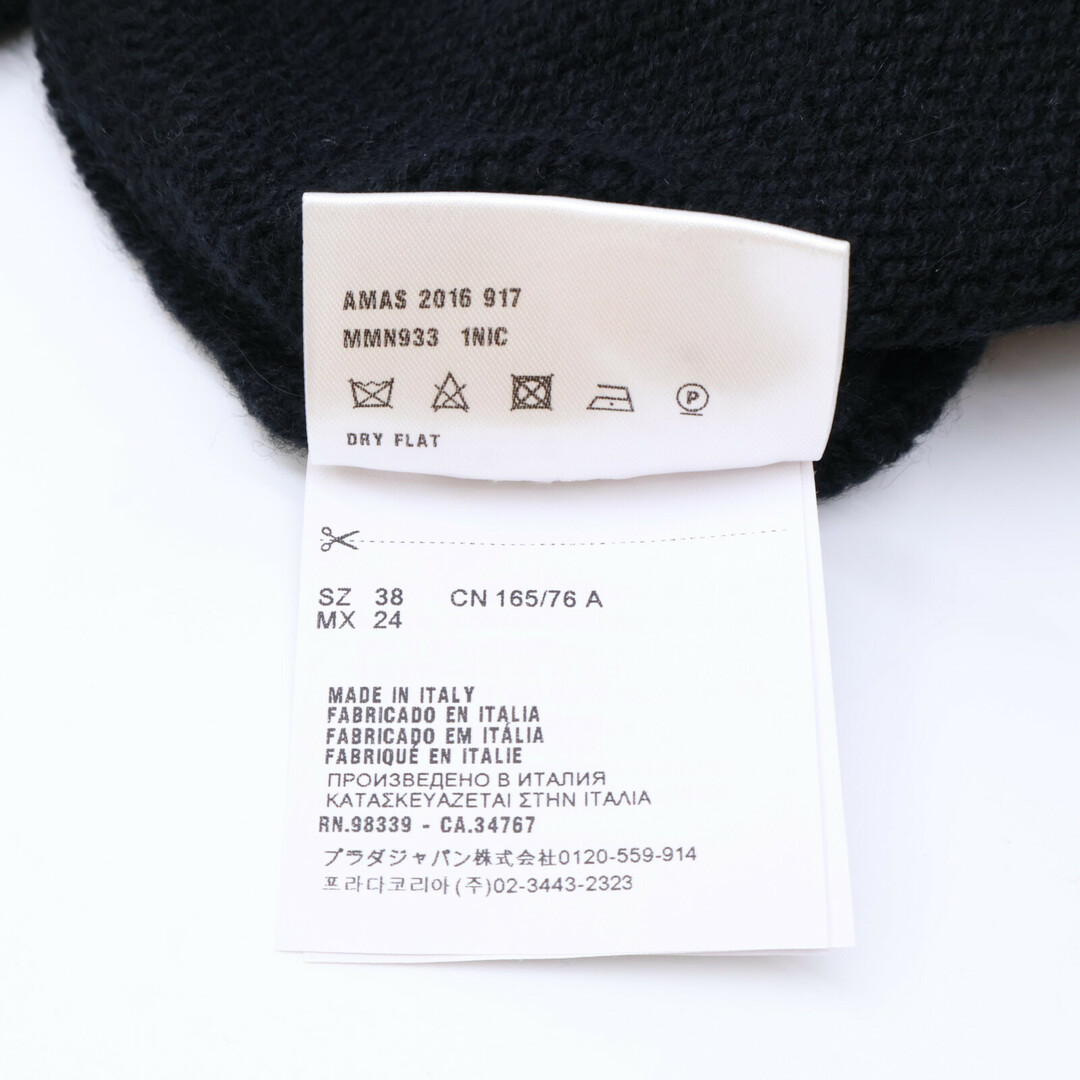 AMAS 2016 917
MMN933 1NIC
P
DRY FLAT
SZ 38 CN 165/76 A
MX 24
MADE IN ITALY
FABRICADO EN ITALIA
FABRICADO EM ITÁLIA
FABRIQUÉ EN ITALIE
ПРОИЗВЕДЕНО В ИТАЛИЯ
ΚΑΤΑΣΚΕΥΑΖΕΤΑΙ ΣΤΗΝ ΙΤΑΛΙΑ
RN.98339 - CA.34767
プラダジャパン株式会社0120-559-914
프라다코리아(주)02-3443-2323